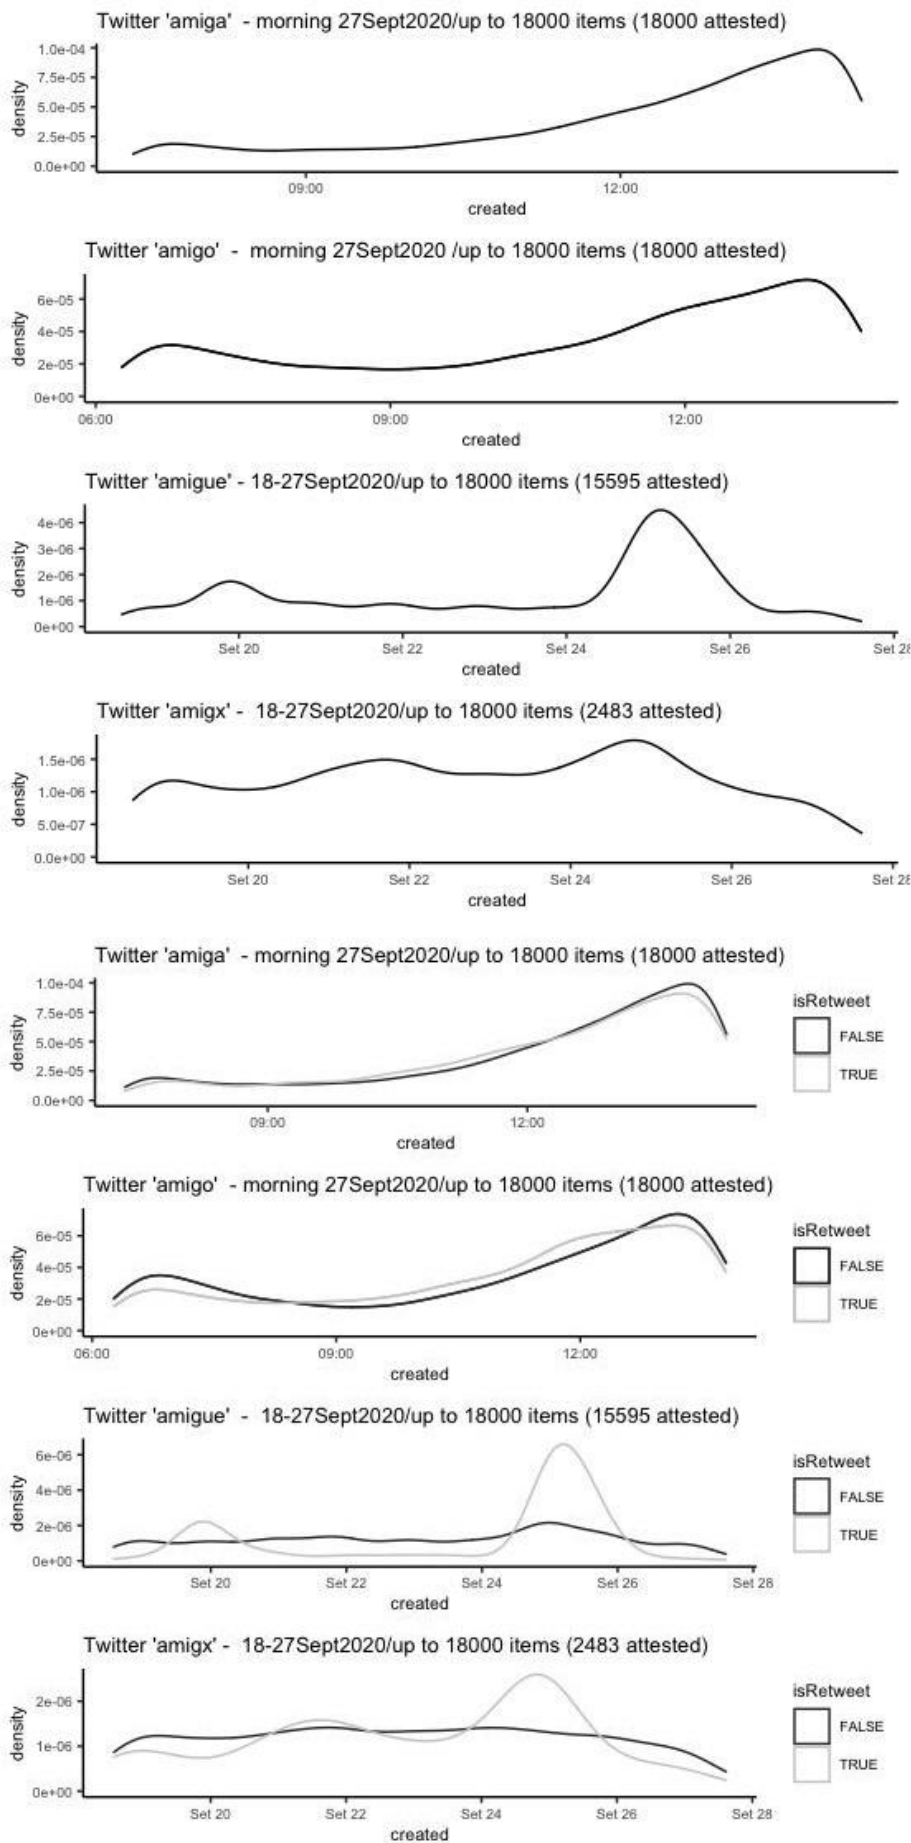 Twitter 'amiga'  - morning 27Sept2020/up to 18000 items (18000 attested)
density
1.0e-04
7.5e-05
5.0e-05
2.5e-05
0.0e+00
09:00 12:00
created
Twitter 'amigo'  -  morning 27Sept2020 /up to 18000 items (18000 attested)
density
6e-05
4e-05
2e-05
0e+00
06:00 09:00 12:00
created
Twitter 'amigue' - 18-27Sept2020/up to 18000 items (15595 attested)
density
4e-06
3e-06
2e-06
1e-06
0e+00
Set 20 Set 22 Set 24 Set 26 Set 28
created
Twitter 'amigx' -  18-27Sept2020/up to 18000 items (2483 attested)
density
1.5e-06
1.0e-06
5.0e-07
0.0e+00
Set 20 Set 22 Set 24 Set 26 Set 28
created
Twitter 'amiga'  - morning 27Sept2020/up to 18000 items (18000 attested)
density
1.0e-04
7.5e-05
5.0e-05
2.5e-05
0.0e+00
09:00 12:00
created
isRetweet
FALSE
TRUE
Twitter 'amigo'  - morning 27Sept2020/up to 18000 items (18000 attested)
density
6e-05
4e-05
2e-05
0e+00
06:00 09:00 12:00
created
isRetweet
FALSE
TRUE
Twitter 'amigue'  -  18-27Sept2020/up to 18000 items (15595 attested)
density
6e-06
4e-06
2e-06
0e+00
Set 20 Set 22 Set 24 Set 26 Set 28
created
isRetweet
FALSE
TRUE
Twitter 'amigx' -  18-27Sept2020/up to 18000 items (2483 attested)
density
2e-06
1e-06
0e+00
Set 20 Set 22 Set 24 Set 26 Set 28
created
isRetweet
FALSE
TRUE